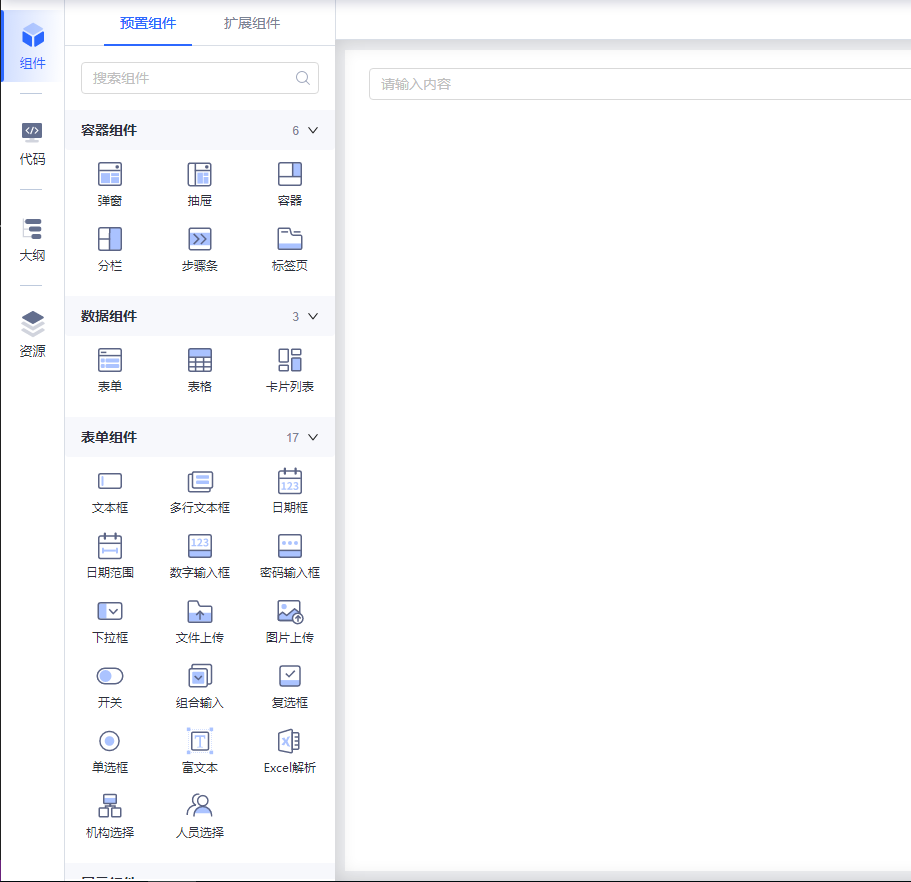 组件
代码
大纲
资源
预置组件 扩展组件
搜索组件
容器组件 6
弹窗 抽屉 容器
分栏 步骤条 标签页
数据组件 3
表单 表格 卡片列表
表单组件 17
文本框 多行文本框 日期框
123
日期范围 数字输入框 密码输入框
123
下拉框 文件上传 图片上传
开关 组合输入 复选框
单选框 富文本 Excel解析
机构选择 人员选择
请输入内容